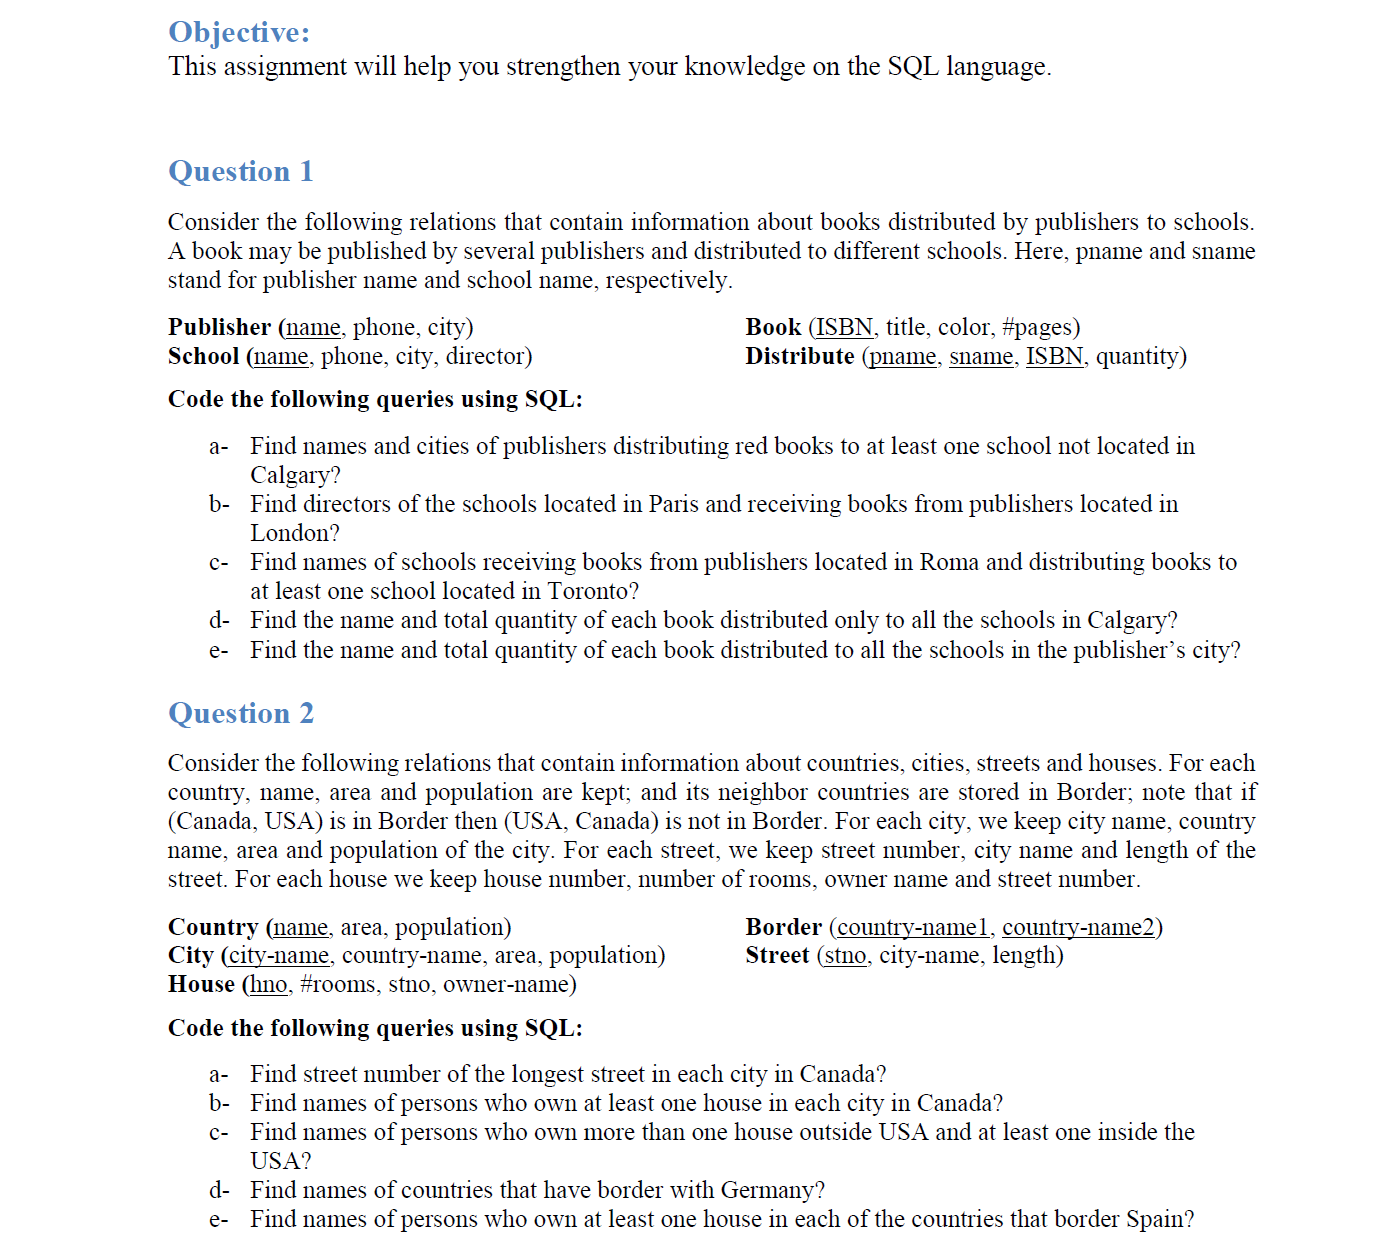 Objective:
This assignment will help you strengthen your knowledge on the SQL language.
Question 1
Consider the following relations that contain information about books distributed by publishers to schools.
A book may be published by several publishers and distributed to different schools. Here, pname and sname
stand for publisher name and school name, respectively.
Publisher (name, phone, city) Book (ISBN, title, color, #pages)
School (name, phone, city, director) Distribute (pname, sname, ISBN, quantity)
Code the following queries using SQL:
a- Find names and cities of publishers distributing red books to at least one school not located in
Calgary?
b- Find directors of the schools located in Paris and receiving books from publishers located in
London?
c- Find names of schools receiving books from publishers located in Roma and distributing books to
at least one school located in Toronto?
d- Find the name and total quantity of each book distributed only to all the schools in Calgary?
e- Find the name and total quantity of each book distributed to all the schools in the publisher’s city?
Question 2
Consider the following relations that contain information about countries, cities, streets and houses. For each
country, name, area and population are kept; and its neighbor countries are stored in Border; note that if
(Canada, USA) is in Border then (USA, Canada) is not in Border. For each city, we keep city name, country
name, area and population of the city. For each street, we keep street number, city name and length of the
street. For each house we keep house number, number of rooms, owner name and street number.
Country (name, area, population) Border (country-name1, country-name2)
City (city-name, country-name, area, population) Street (stno, city-name, length)
House (hno, #rooms, stno, owner-name)
Code the following queries using SQL:
a- Find street number of the longest street in each city in Canada?
b- Find names of persons who own at least one house in each city in Canada?
c- Find names of persons who own more than one house outside USA and at least one inside the
USA?
d- Find names of countries that have border with Germany?
e- Find names of persons who own at least one house in each of the countries that border Spain?